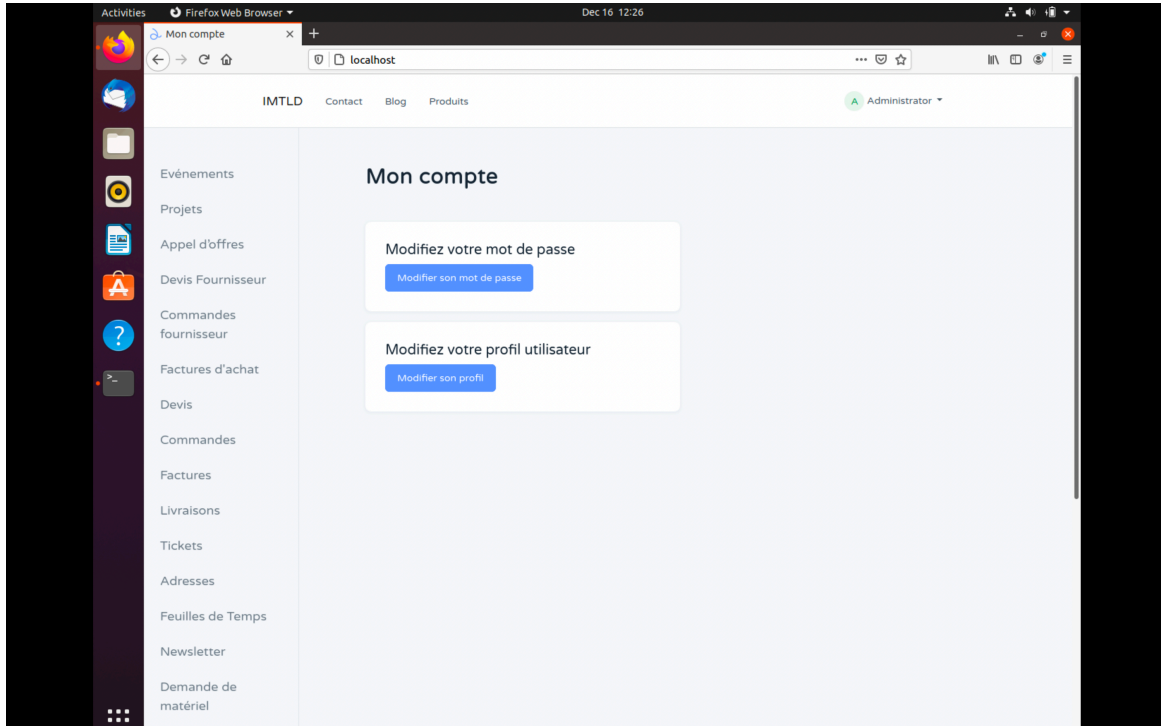 Activities Firefox Web Browser Dec 16 12:26
Mon compte
localhost
IMTLD Contact Blog Produits A Administrator
Evénements
Projets
Appel d'offres
Devis Fournisseur
Commandes
fournisseur
Factures d'achat
Devis
Commandes
Factures
Livraisons
Tickets
Adresses
Feuilles de Temps
Newsletter
Demande de
matériel
Mon compte
Modifiez votre mot de passe
Modifier son mot de passe
Modifiez votre profil utilisateur
Modifier son profil